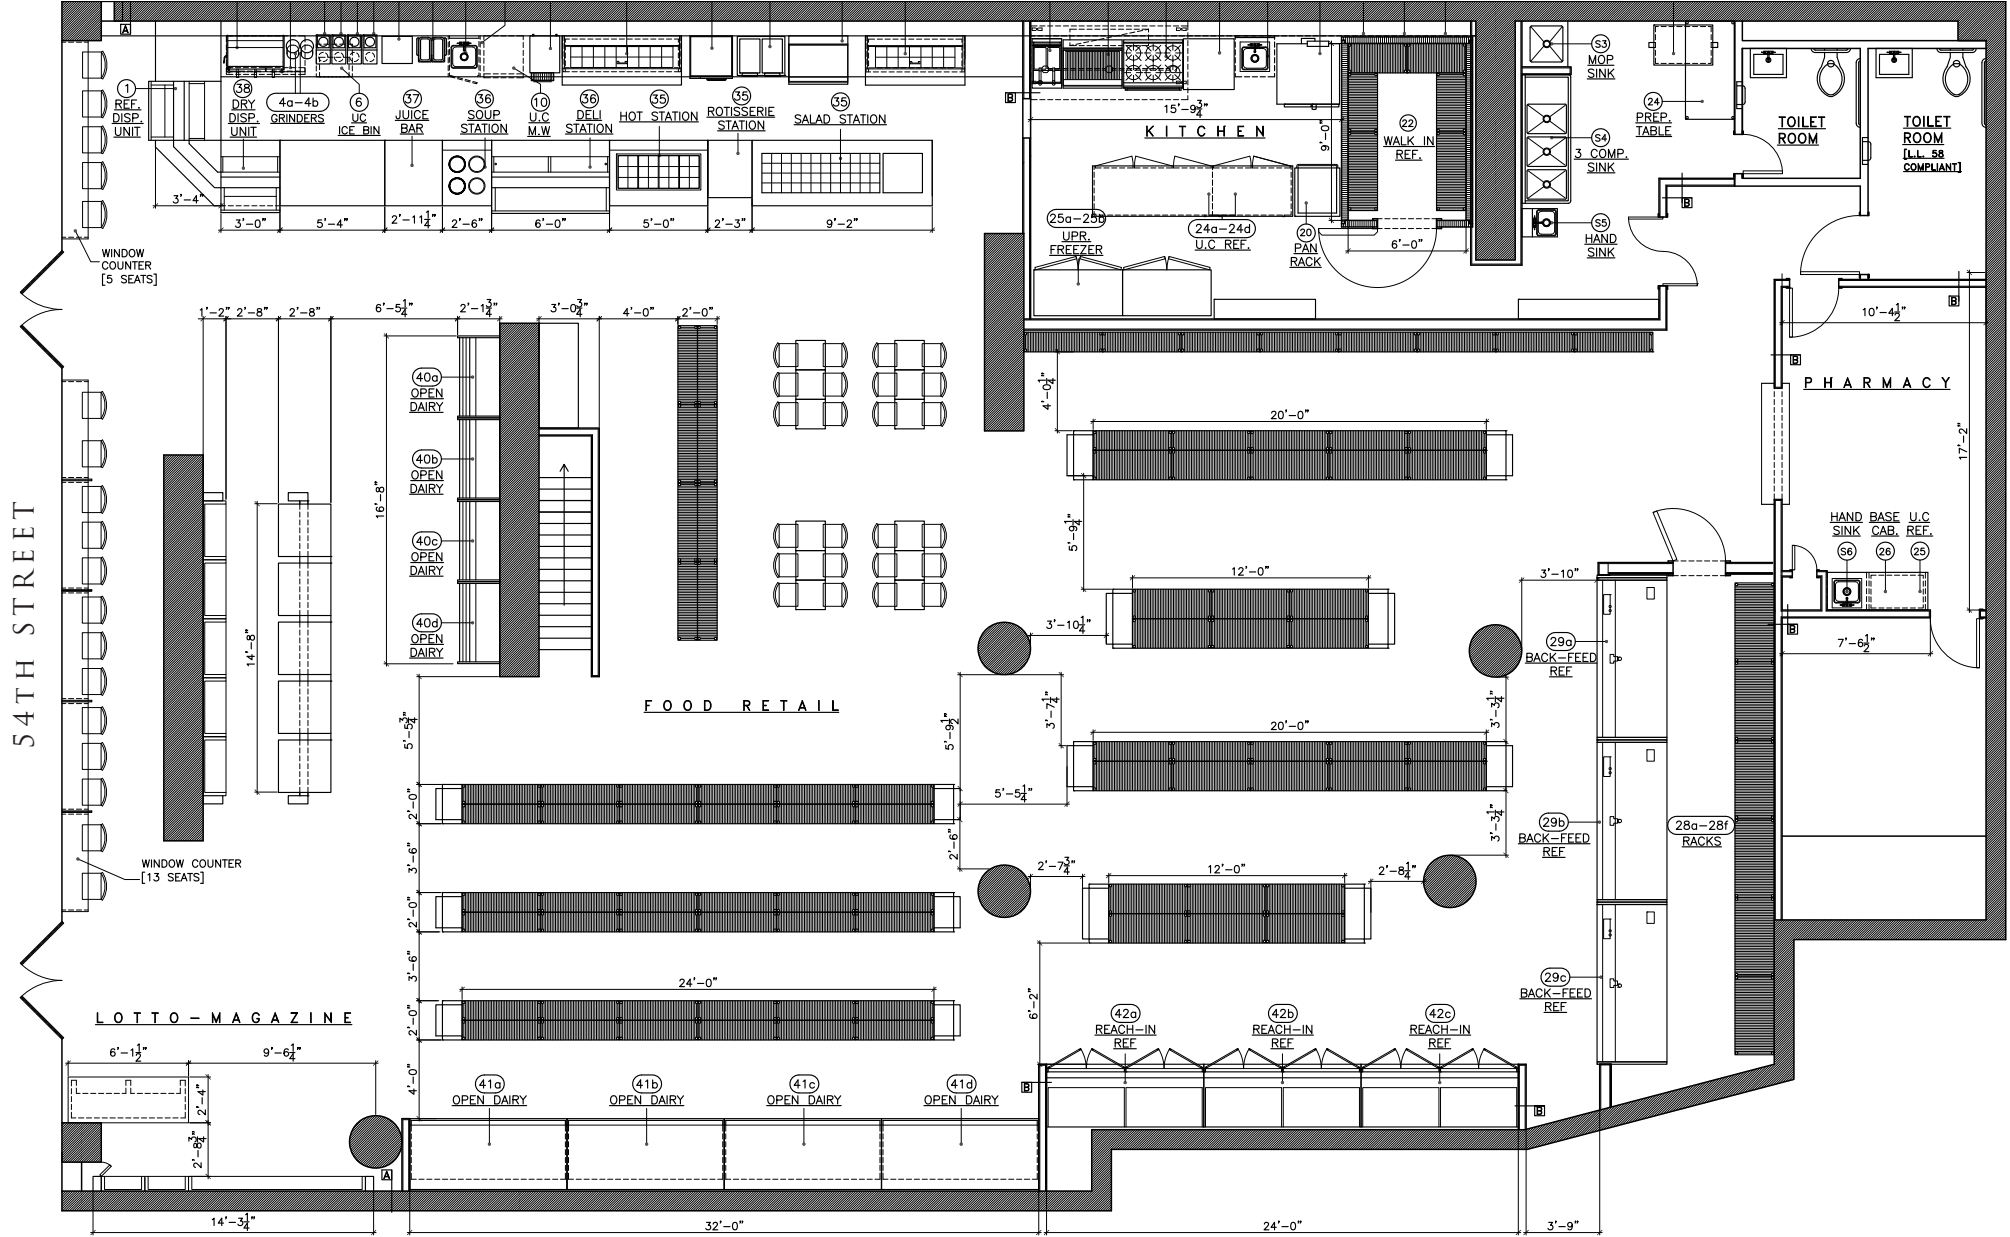 A
1
REF.
DISP.
UNIT
38
DRY
DISP.
UNIT
4a-4b
GRINDERS
6
UC
ICE BIN
37
JUICE
BAR
36
SOUP
STATION
10
U.C
M.W
36
DELI
STATION
35
HOT STATION
35
ROTISSERIE
STATION
35
SALAD STATION
3'-4"
3'-0"
5'-4"
2'-11 1/4"
2'-6"
6'-0"
5'-0"
2'-3"
9'-2"
B
15'-9 3/4"
KITCHEN
9'-0"
22
WALK IN
REF.
25a-25b
UPR.
FREEZER
24a-24d
U.C REF.
20
PAN
RACK
6'-0"
S3
MOP
SINK
24
PREP.
TABLE
S4
3 COMP.
SINK
S5
HAND
SINK
TOILET
ROOM
TOILET
ROOM
[L.L. 58
COMPLIANT]
B
B
WINDOW
COUNTER
[5 SEATS]
1'-2"
2'-8"
2'-8"
6'-5 1/4"
2'-1 3/4"
3'-0 3/4"
4'-0"
2'-0"
10'-4 1/2"
B
PHARMACY
17'-2"
40a
OPEN
DAIRY
40b
OPEN
DAIRY
40c
OPEN
DAIRY
40d
OPEN
DAIRY
16'-8"
14'-8"
4'-0 1/4"
20'-0"
5'-9 1/4"
12'-0"
3'-10 1/4"
3'-10"
HAND
SINK
BASE
CAB.
U.C
REF.
S6
26
25
B
7'-6 1/2"
54TH STREET
FOOD RETAIL
5'-5 3/4"
5'-9 1/2"
3'-7 1/4"
20'-0"
3'-3 1/4"
29a
BACK-FEED
REF
5'-5 1/4"
2'-0"
2'-6"
3'-3 1/4"
29b
BACK-FEED
REF
28a-28f
RACKS
3'-6"
2'-7 3/4"
12'-0"
2'-8 1/4"
WINDOW COUNTER
[13 SEATS]
2'-0"
3'-6"
24'-0"
2'-0"
6'-2"
29c
BACK-FEED
REF
LOTTO-MAGAZINE
6'-1 1/2"
9'-6 1/4"
4'-0"
42a
REACH-IN
REF
42b
REACH-IN
REF
42c
REACH-IN
REF
B
B
41a
OPEN DAIRY
41b
OPEN DAIRY
41c
OPEN DAIRY
41d
OPEN DAIRY
2'-4"
2'-8 3/4"
A
14'-3 1/4"
32'-0"
24'-0"
3'-9"